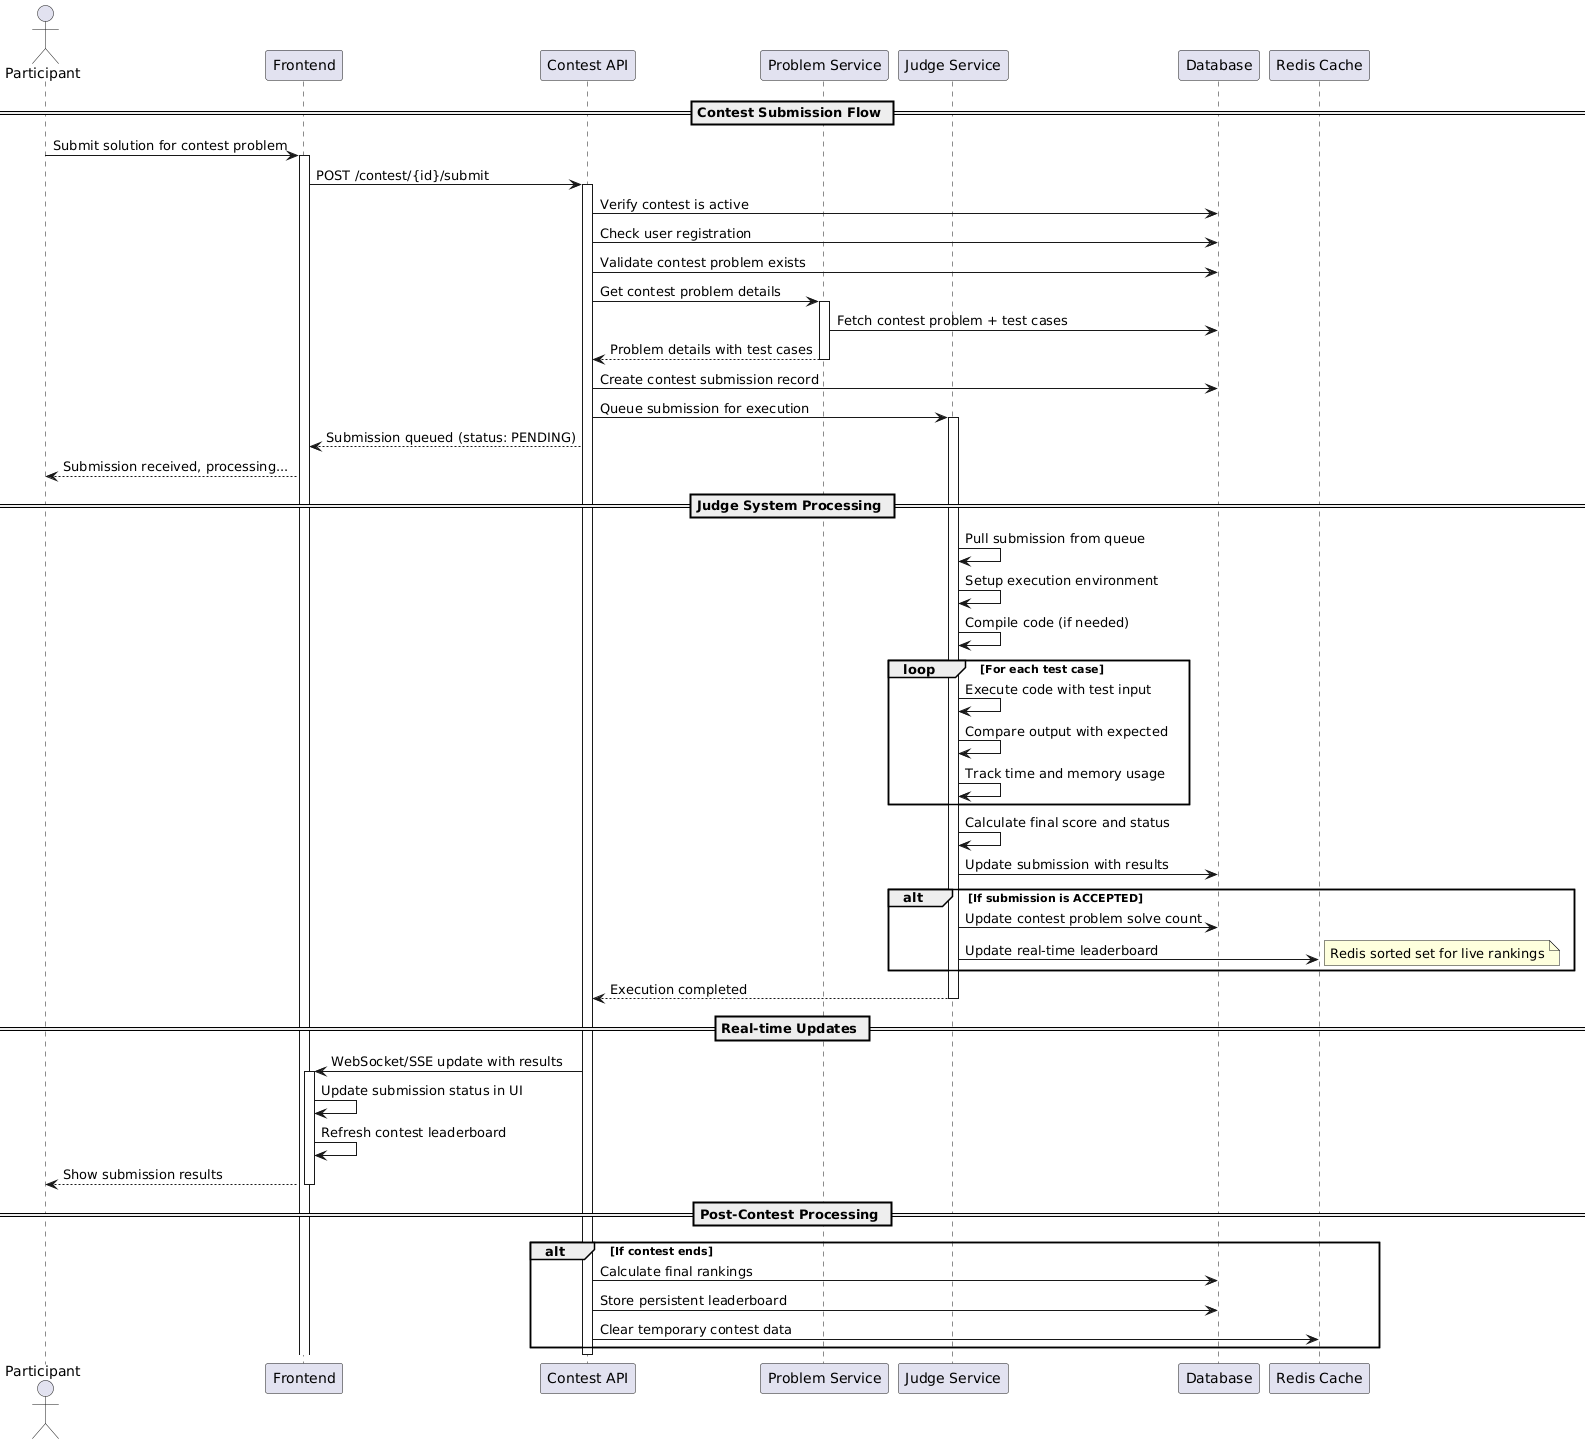 Participant
Frontend
Contest API
Problem Service
Judge Service
Database
Redis Cache
Contest Submission Flow
Submit solution for contest problem
POST /contest/{id}/submit
Verify contest is active
Check user registration
Validate contest problem exists
Get contest problem details
Fetch contest problem + test cases
Problem details with test cases
Create contest submission record
Queue submission for execution
Submission queued (status: PENDING)
Submission received, processing...
Judge System Processing
Pull submission from queue
Setup execution environment
Compile code (if needed)
loop
[For each test case]
Execute code with test input
Compare output with expected
Track time and memory usage
Calculate final score and status
Update submission with results
alt
[If submission is ACCEPTED]
Update contest problem solve count
Update real-time leaderboard
Redis sorted set for live rankings
Execution completed
Real-time Updates
WebSocket/SSE update with results
Update submission status in UI
Refresh contest leaderboard
Show submission results
Post-Contest Processing
alt
[If contest ends]
Calculate final rankings
Store persistent leaderboard
Clear temporary contest data
Participant
Frontend
Contest API
Problem Service
Judge Service
Database
Redis Cache